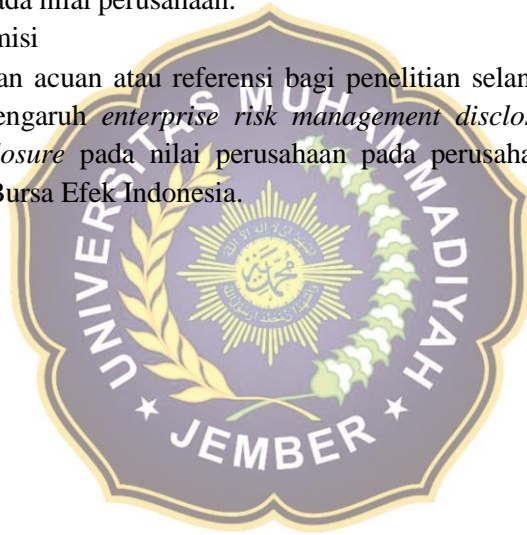 ada nilai perusahaan.
misi
an acuan atau referensi bagi penelitian selan
engaruh enterprise risk management disclos
losure pada nilai perusahaan pada perusaha
Bursa Efek Indonesia.
UNIVERSITAS MUHAMMADIYAH
JEMBER